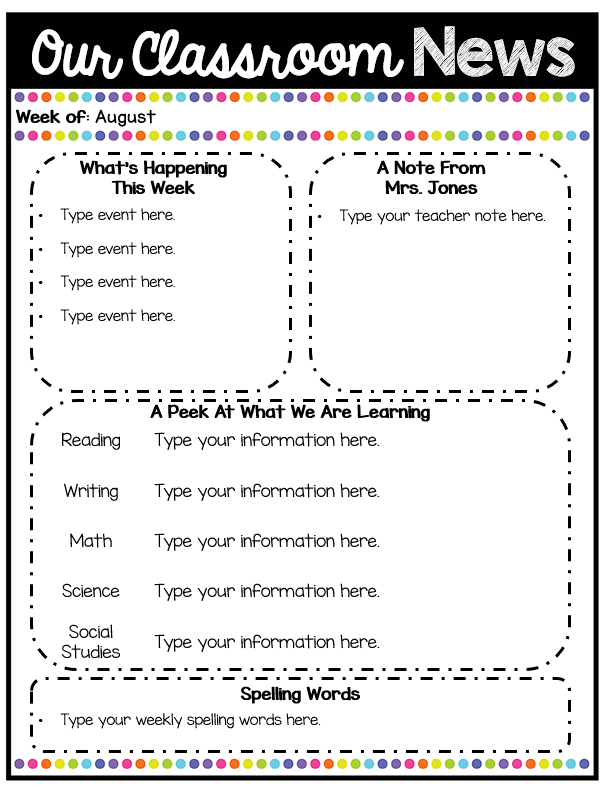 Our Classroom News
Week of: August
What's Happening
This Week
• Type event here.
• Type event here.
• Type event here.
• Type event here.
A Note From
Mrs. Jones
• Type your teacher note here.
A Peek At What We Are Learning
Reading Type your information here.
Writing Type your information here.
Math Type your information here.
Science Type your information here.
Social
Studies Type your information here.
Spelling Words
• Type your weekly spelling words here.